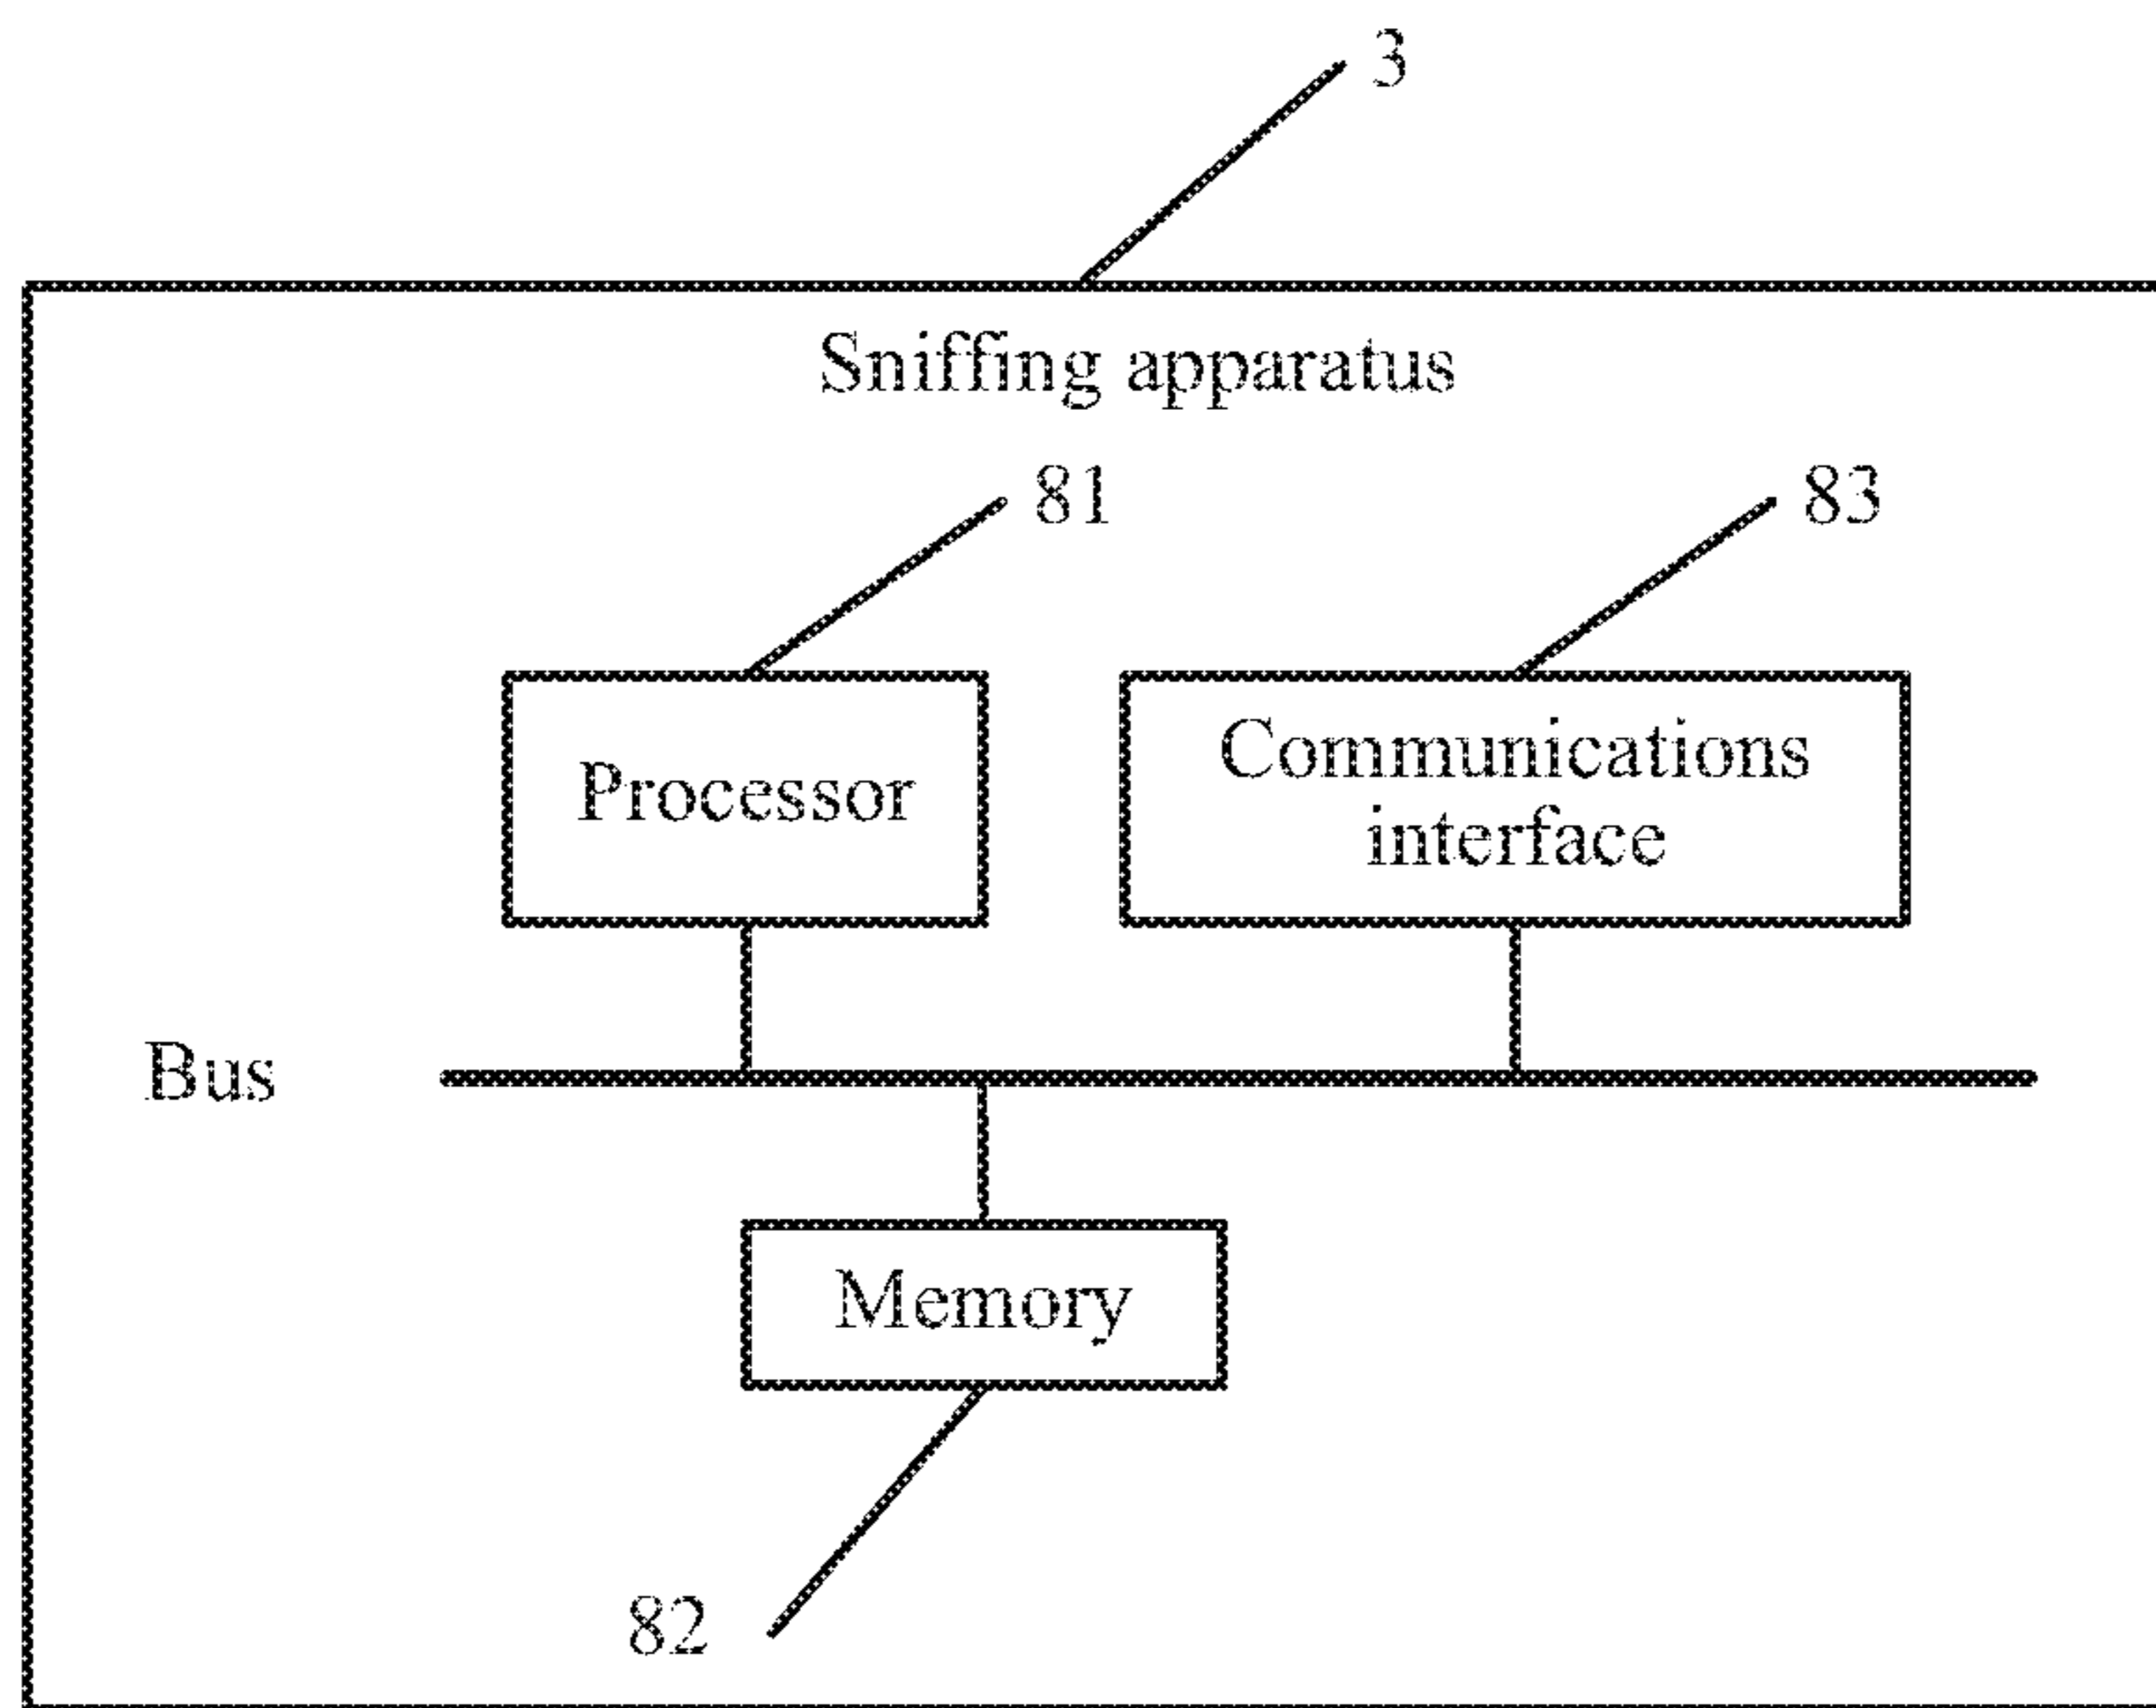 3
Sniffing apparatus
81
83
Processor
Communications
interface
Bus
Memory
82